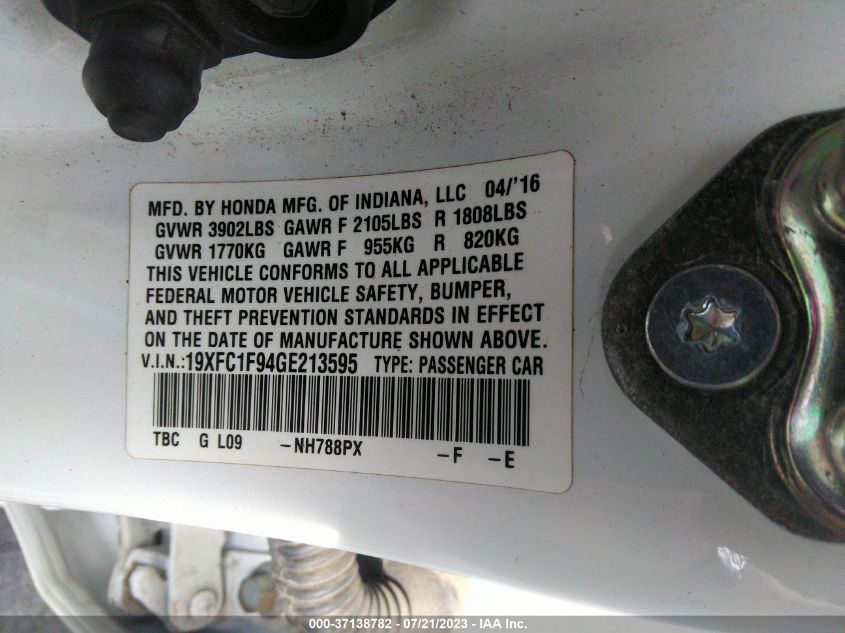 MFD. BY HONDA MFG. OF INDIANA, LLC 04/'16
GVWR 3902LBS GAWR F 2105LBS R 1808LBS
GVWR 1770KG GAWR F 955KG R 820KG
THIS VEHICLE CONFORMS TO ALL APPLICABLE
FEDERAL MOTOR VEHICLE SAFETY, BUMPER,
AND THEFT PREVENTION STANDARDS IN EFFECT
ON THE DATE OF MANUFACTURE SHOWN ABOVE.
V.I.N.:19XFC1F94GE213595 TYPE: PASSENGER CAR
TBC G L09 -NH788PX -F -E
000-37138782 - 07/21/2023 - IAA Inc.